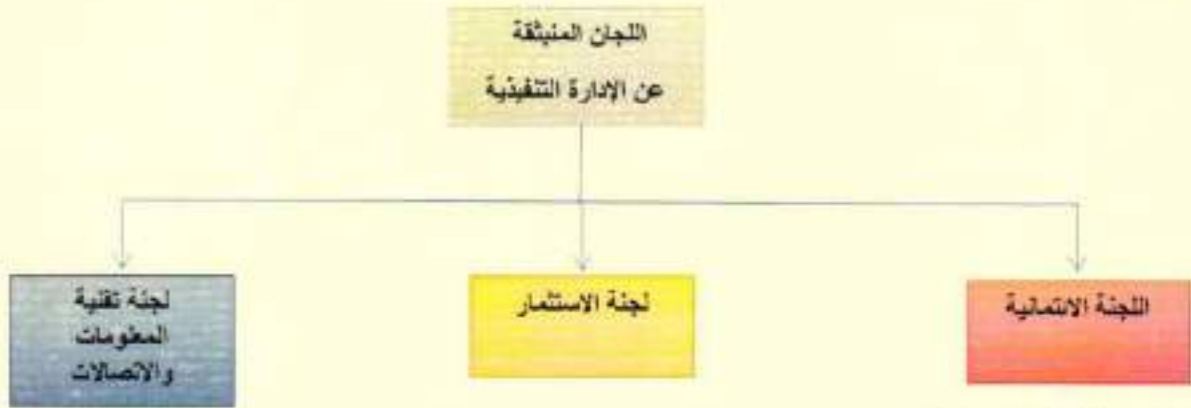 اللجان المنبثقة
عن الإدارة التنفيذية
اللجنة الائتمانية
لجنة الاستثمار
لجنة تقنية
المعلومات
والاتصالات